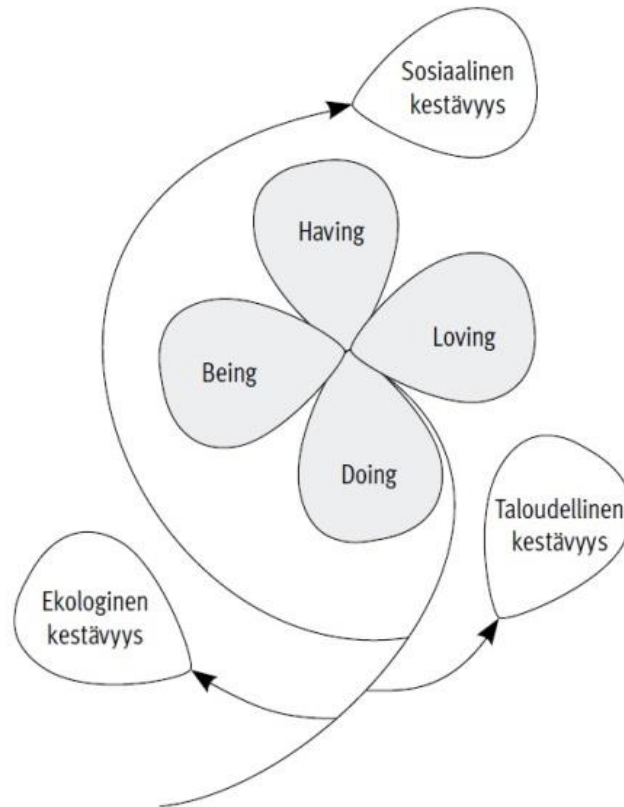 Sosiaalinen
kestävyys
Having
Loving
Being
Doing
Taloudellinen
kestävyys
Ekologinen
kestävyys